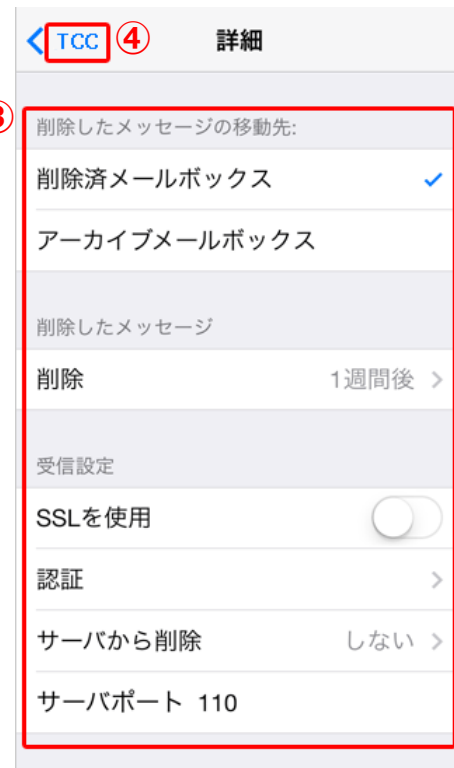 TCC ④ 詳細
③
削除したメッセージの移動先:
削除済メールボックス
アーカイブメールボックス
削除したメッセージ
削除 1週間後
受信設定
SSLを使用
認証
サーバから削除 しない
サーバポート 110